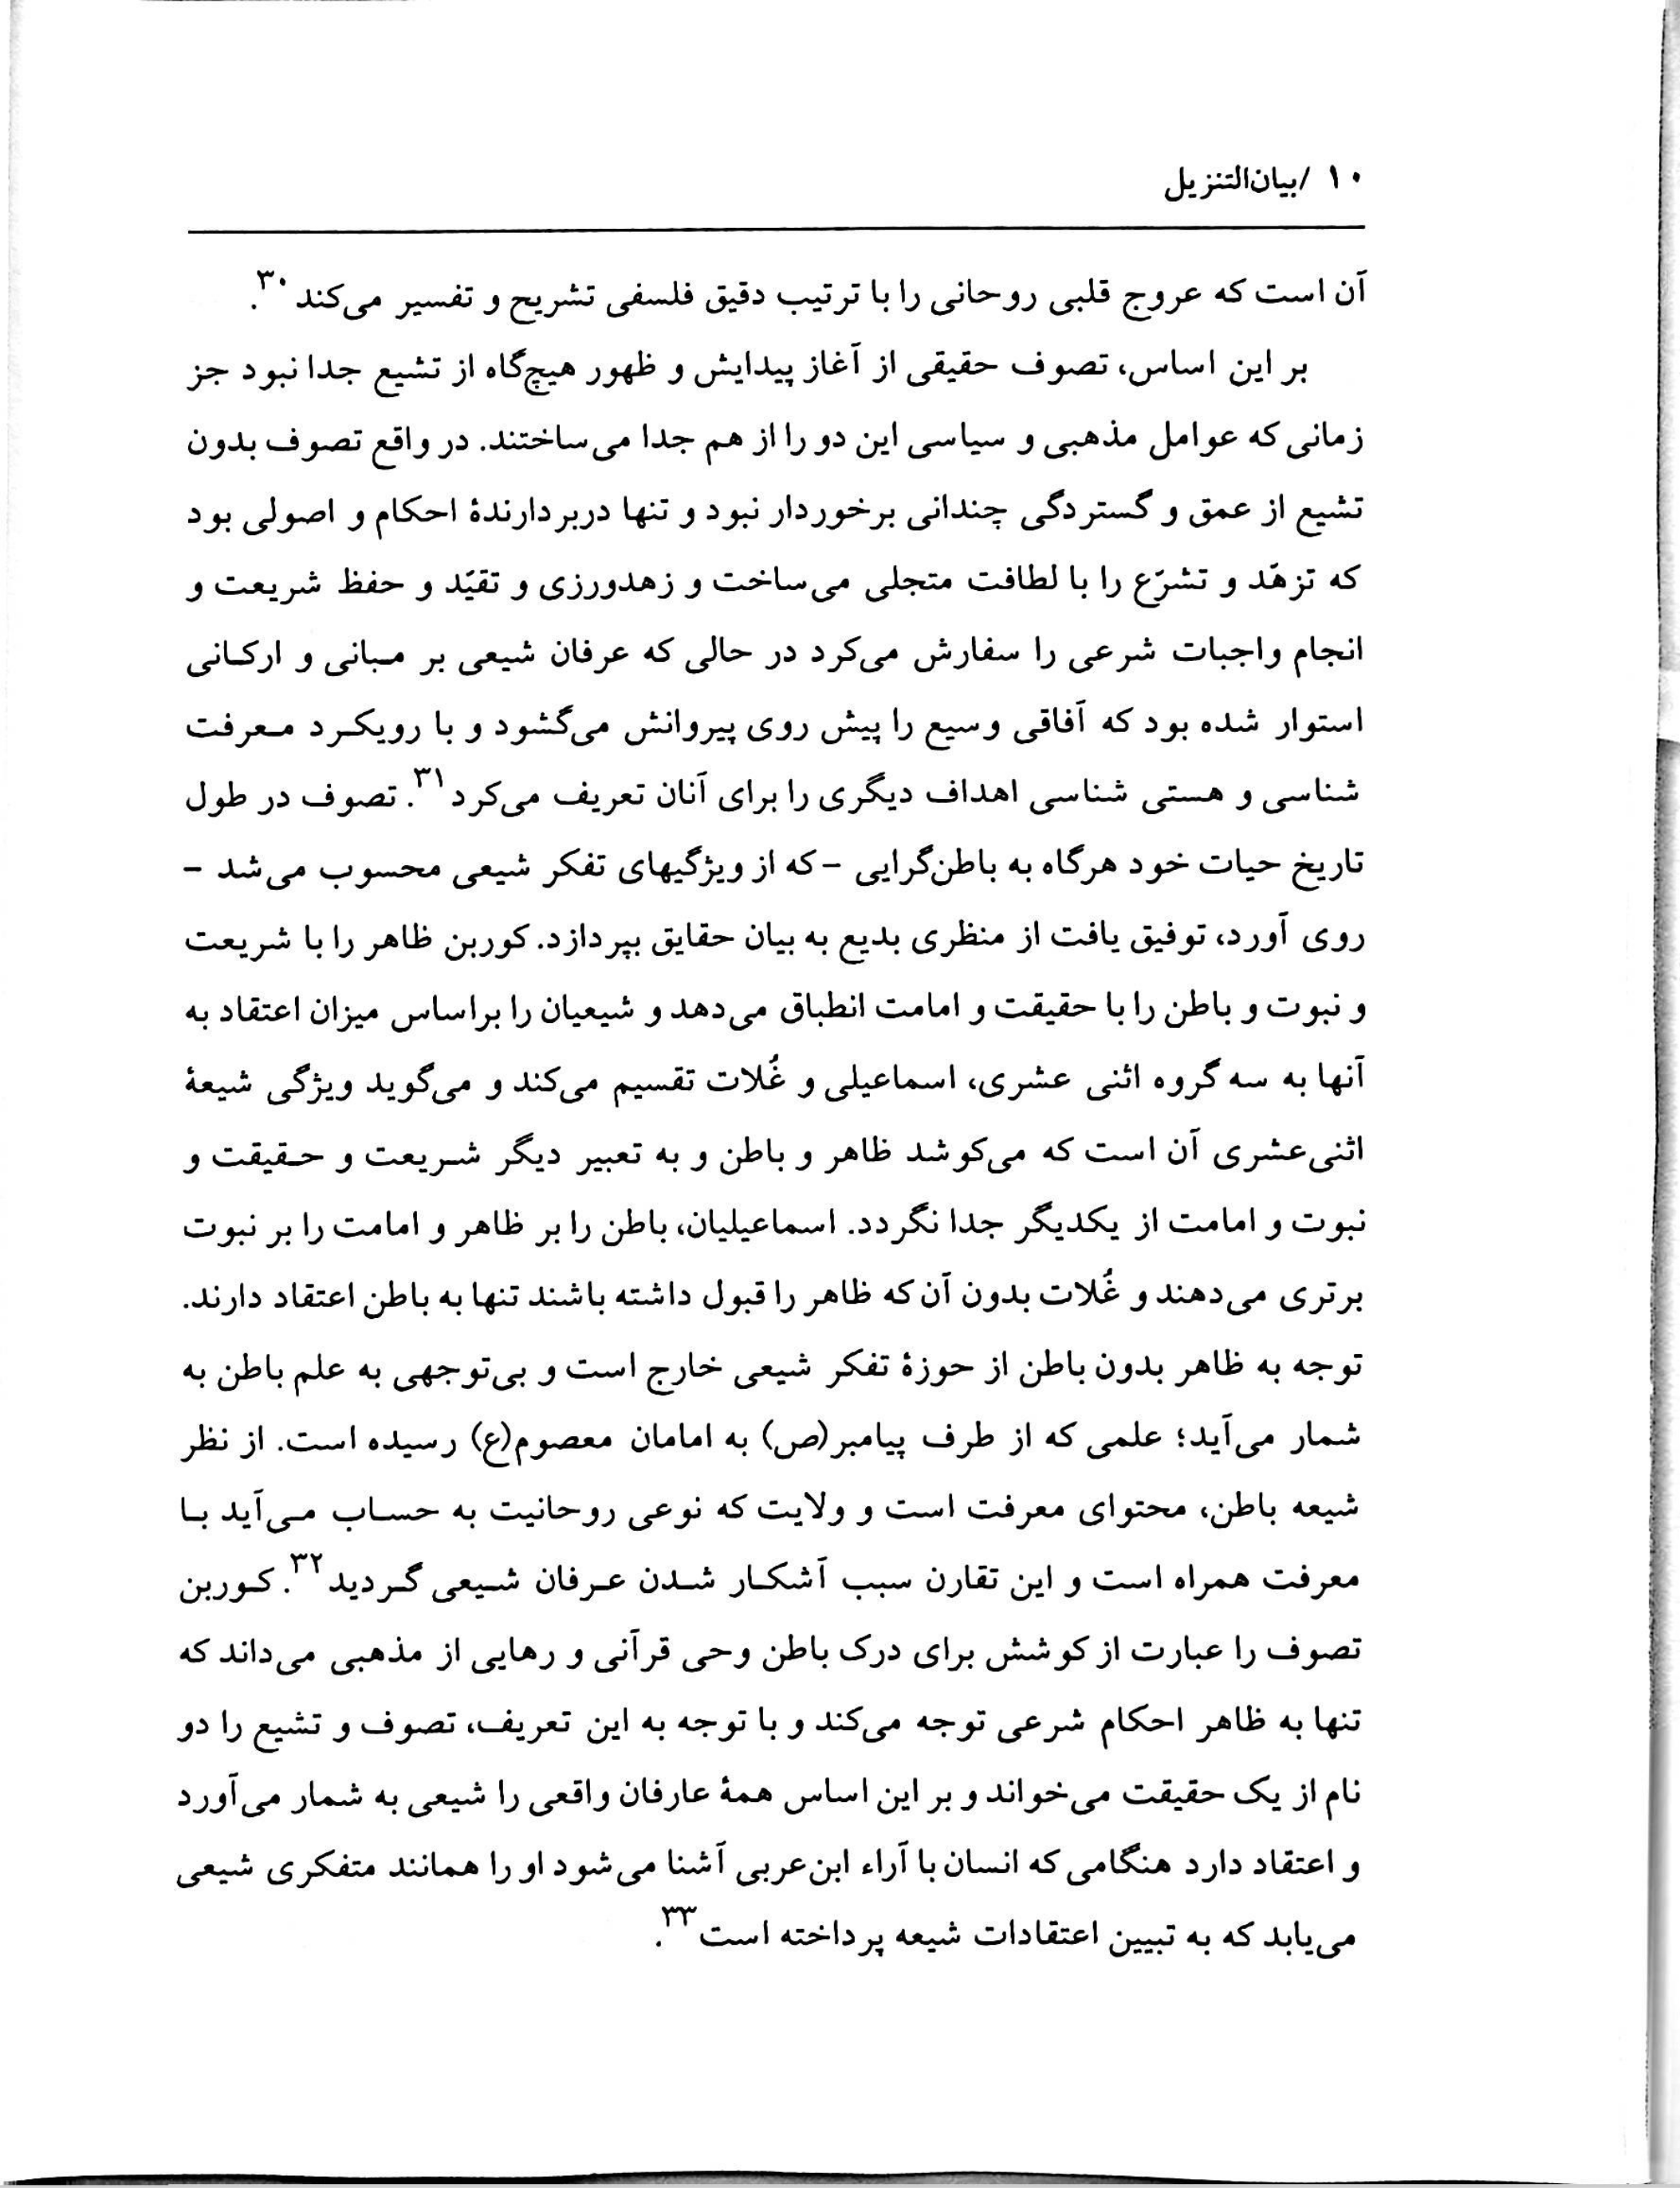 ۱۰ / بیان‌التنزیل
آن است که عروج قلبی روحانی را با ترتیب دقیق فلسفی تشریح و تفسیر می‌کند۳۰.
بر این اساس، تصوف حقیقی از آغاز پیدایش و ظهور هیچ‌گاه از تشیع جدا نبود جز
زمانی که عوامل مذهبی و سیاسی این دو را از هم جدا می‌ساختند. در واقع تصوف بدون
تشیع از عمق و گستردگی چندانی برخوردار نبود و تنها دربردارندهٔ احکام و اصولی بود
که تزهّد و تشرّع را با لطافت متجلی می‌ساخت و زهدورزی و تقیّد و حفظ شریعت و
انجام واجبات شرعی را سفارش می‌کرد در حالی که عرفان شیعی بر مبانی و ارکانی
استوار شده بود که آفاقی وسیع را پیش روی پیروانش می‌گشود و با رویکرد معرفت
شناسی و هستی شناسی اهداف دیگری را برای آنان تعریف می‌کرد۳۱. تصوف در طول
تاریخ حیات خود هرگاه به باطن‌گرایی - که از ویژگیهای تفکر شیعی محسوب می‌شد -
روی آورد، توفیق یافت از منظری بدیع به بیان حقایق بپردازد. کوربن ظاهر را با شریعت
و نبوت و باطن را با حقیقت و امامت انطباق می‌دهد و شیعیان را براساس میزان اعتقاد به
آنها به سه گروه اثنی عشری، اسماعیلی و غُلات تقسیم می‌کند و می‌گوید ویژگی شیعهٔ
اثنی‌عشری آن است که می‌کوشد ظاهر و باطن و به تعبیر دیگر شریعت و حقیقت و
نبوت و امامت از یکدیگر جدا نگردد. اسماعیلیان، باطن را بر ظاهر و امامت را بر نبوت
برتری می‌دهند و غُلات بدون آن‌که ظاهر را قبول داشته باشند تنها به باطن اعتقاد دارند.
توجه به ظاهر بدون باطن از حوزهٔ تفکر شیعی خارج است و بی‌توجهی به علم باطن به
شمار می‌آید؛ علمی که از طرف پیامبر(ص) به امامان معصوم(ع) رسیده است. از نظر
شیعه باطن، محتوای معرفت است و ولایت که نوعی روحانیت به حساب می‌آید با
معرفت همراه است و این تقارن سبب آشکار شدن عرفان شیعی گردید۳۲. کوربن
تصوف را عبارت از کوشش برای درک باطن وحی قرآنی و رهایی از مذهبی می‌داند که
تنها به ظاهر احکام شرعی توجه می‌کند و با توجه به این تعریف، تصوف و تشیع را دو
نام از یک حقیقت می‌خواند و بر این اساس همهٔ عارفان واقعی را شیعی به شمار می‌آورد
و اعتقاد دارد هنگامی که انسان با آراء ابن‌عربی آشنا می‌شود او را همانند متفکری شیعی
می‌یابد که به تبیین اعتقادات شیعه پرداخته است۳۳.